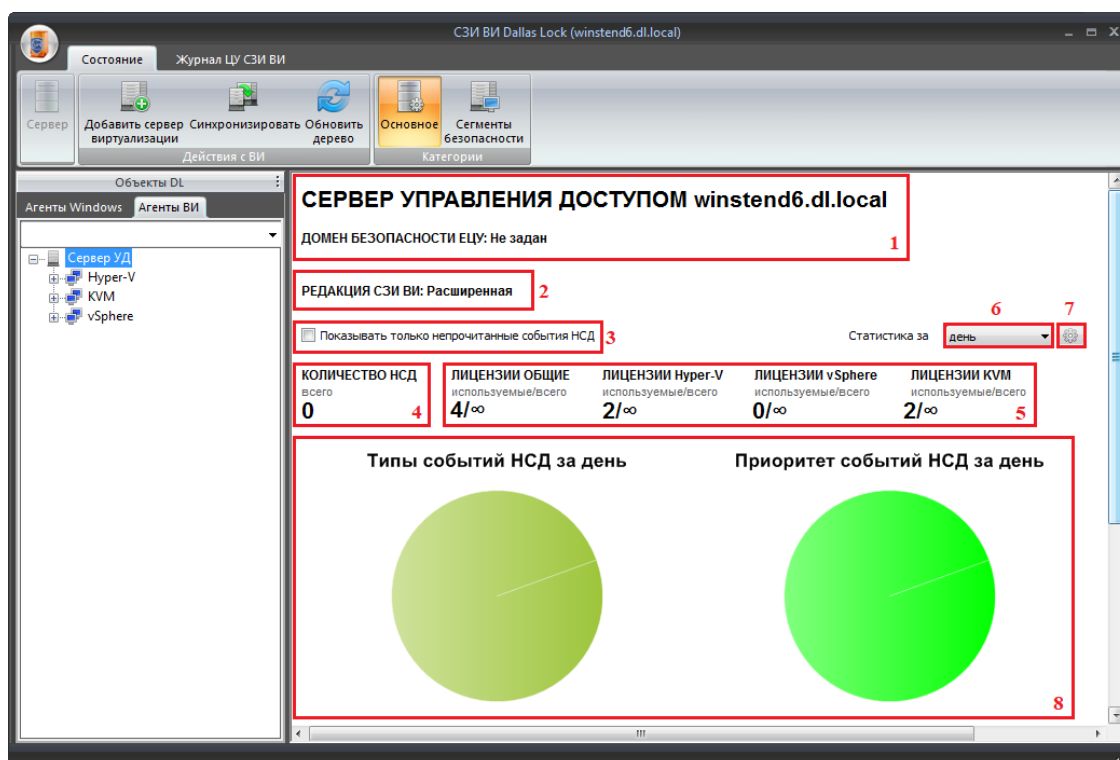 СЗИ ВИ Dallas Lock (winstend6.dl.local)
Состояние
Журнал ЦУ СЗИ ВИ
Сервер
Добавить сервер виртуализации
Синхронизировать
Обновить дерево
Основное
Сегменты безопасности
Действия с ВИ
Категории
Объекты DL
Агенты Windows
Агенты ВИ
Сервер УД
Hyper-V
KVM
vSphere
СЕРВЕР УПРАВЛЕНИЯ ДОСТУПОМ winstend6.dl.local
ДОМЕН БЕЗОПАСНОСТИ ЕЦУ: Не задан
1
РЕДАКЦИЯ СЗИ ВИ: Расширенная
2
Показывать только непрочитанные события НСД
3
Статистика за
день
6
7
КОЛИЧЕСТВО НСД
всего
0
4
ЛИЦЕНЗИИ ОБЩИЕ
используемые/всего
4/∞
ЛИЦЕНЗИИ Hyper-V
используемые/всего
2/∞
ЛИЦЕНЗИИ vSphere
используемые/всего
0/∞
ЛИЦЕНЗИИ KVM
используемые/всего
2/∞
5
Типы событий НСД за день
Приоритет событий НСД за день
8